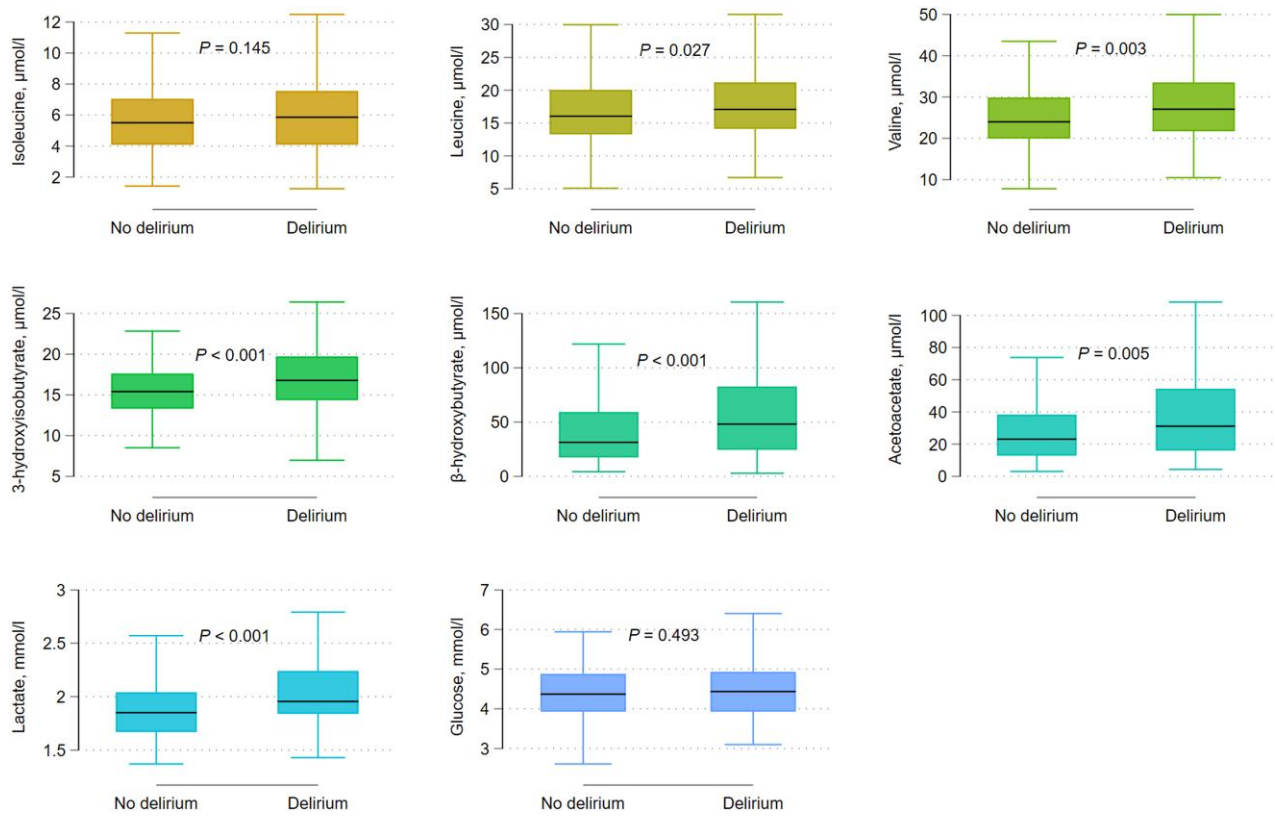 Isoleucine, µmol/l
12
10
8
6
4
2
P = 0.145
No delirium
Delirium
Leucine, µmol/l
30
25
20
15
10
5
P = 0.027
No delirium
Delirium
Valine, µmol/l
50
40
30
20
10
P = 0.003
No delirium
Delirium
3-hydroxyisobutyrate, µmol/l
25
20
15
10
5
P < 0.001
No delirium
Delirium
β-hydroxybutyrate, µmol/l
150
100
50
0
P < 0.001
No delirium
Delirium
Acetoacetate, µmol/l
100
80
60
40
20
0
P = 0.005
No delirium
Delirium
Lactate, mmol/l
3
2.5
2
1.5
P < 0.001
No delirium
Delirium
Glucose, mmol/l
7
6
5
4
3
P = 0.493
No delirium
Delirium